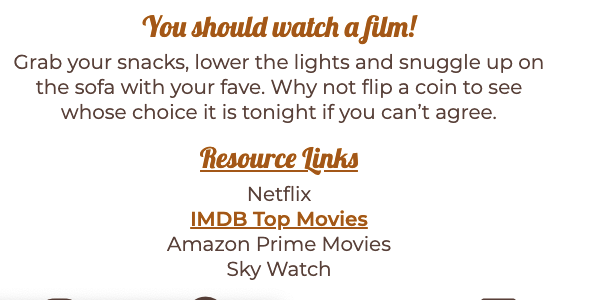 You should watch a film!
Grab your snacks, lower the lights and snuggle up on
the sofa with your fave. Why not flip a coin to see
whose choice it is tonight if you can’t agree.
Resource Links
Netflix
IMDB Top Movies
Amazon Prime Movies
Sky Watch